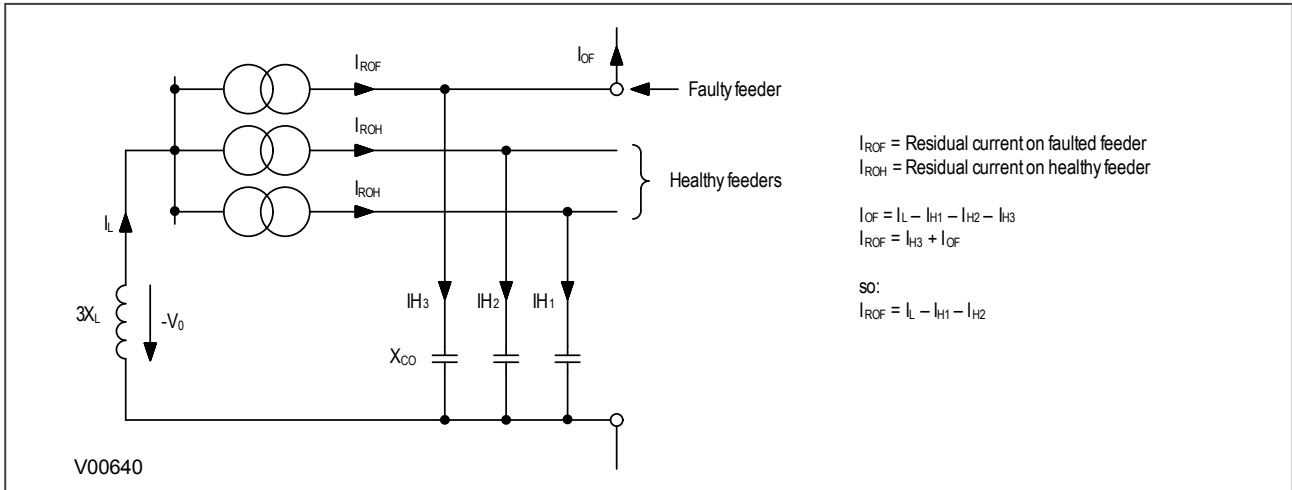 IOF
IROF
Faulty feeder
IROH
Healthy feeders
IROH
IL
3XL
-V0
IH3
IH2
IH1
XCO
IROF = Residual current on faulted feeder
IROH = Residual current on healthy feeder
IOF = IL – IH1 – IH2 – IH3
IROF = IH3 + IOF
so:
IROF = IL – IH1 – IH2
V00640